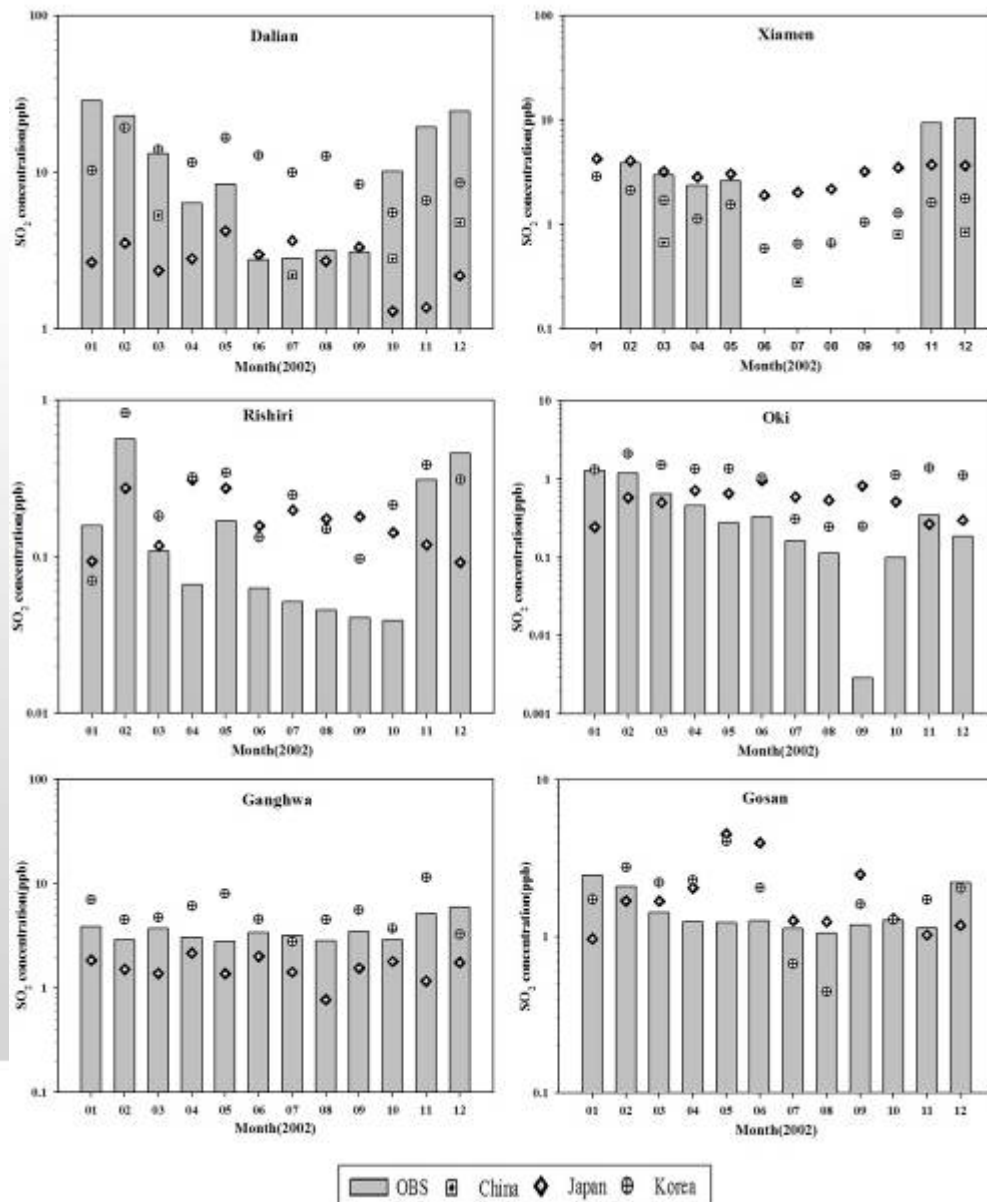 Dalian
100
10
1
SO2 concentration(ppb)
01 02 03 04 05 06 07 08 09 10 11 12
Month(2002)
Xiamen
100
10
1
0.1
SO2 concentration(ppb)
01 02 03 04 05 06 07 08 09 10 11 12
Month(2002)
Rishiri
1
0.1
0.01
SO2 concentration(ppb)
01 02 03 04 05 06 07 08 09 10 11 12
Month(2002)
Oki
10
1
0.1
0.01
0.001
SO2 concentration(ppb)
01 02 03 04 05 06 07 08 09 10 11 12
Month(2002)
Ganghwa
100
10
1
0.1
SO2 concentration(ppb)
01 02 03 04 05 06 07 08 09 10 11 12
Month(2002)
Gosan
10
1
0.1
SO2 concentration(ppb)
01 02 03 04 05 06 07 08 09 10 11 12
Month(2002)
OBS China Japan Korea